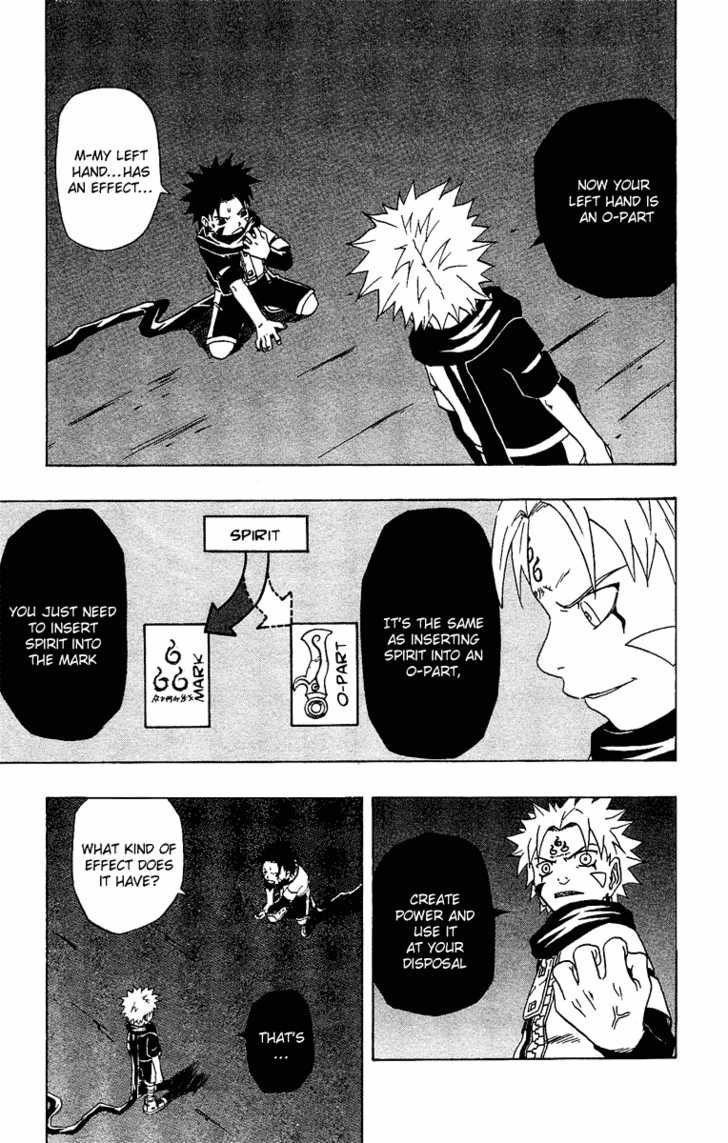 NOW YOUR
LEFT HAND IS
AN O-PART
M-MY LEFT
HAND...HAS
AN EFFECT...
IT'S THE SAME
AS INSERTING
SPIRIT INTO AN
O-PART,
SPIRIT
O-PART
MARK
YOU JUST NEED
TO INSERT
SPIRIT INTO
THE MARK
CREATE
POWER AND
USE IT
AT YOUR
DISPOSAL
WHAT KIND OF
EFFECT DOES
IT HAVE?
THAT'S
...